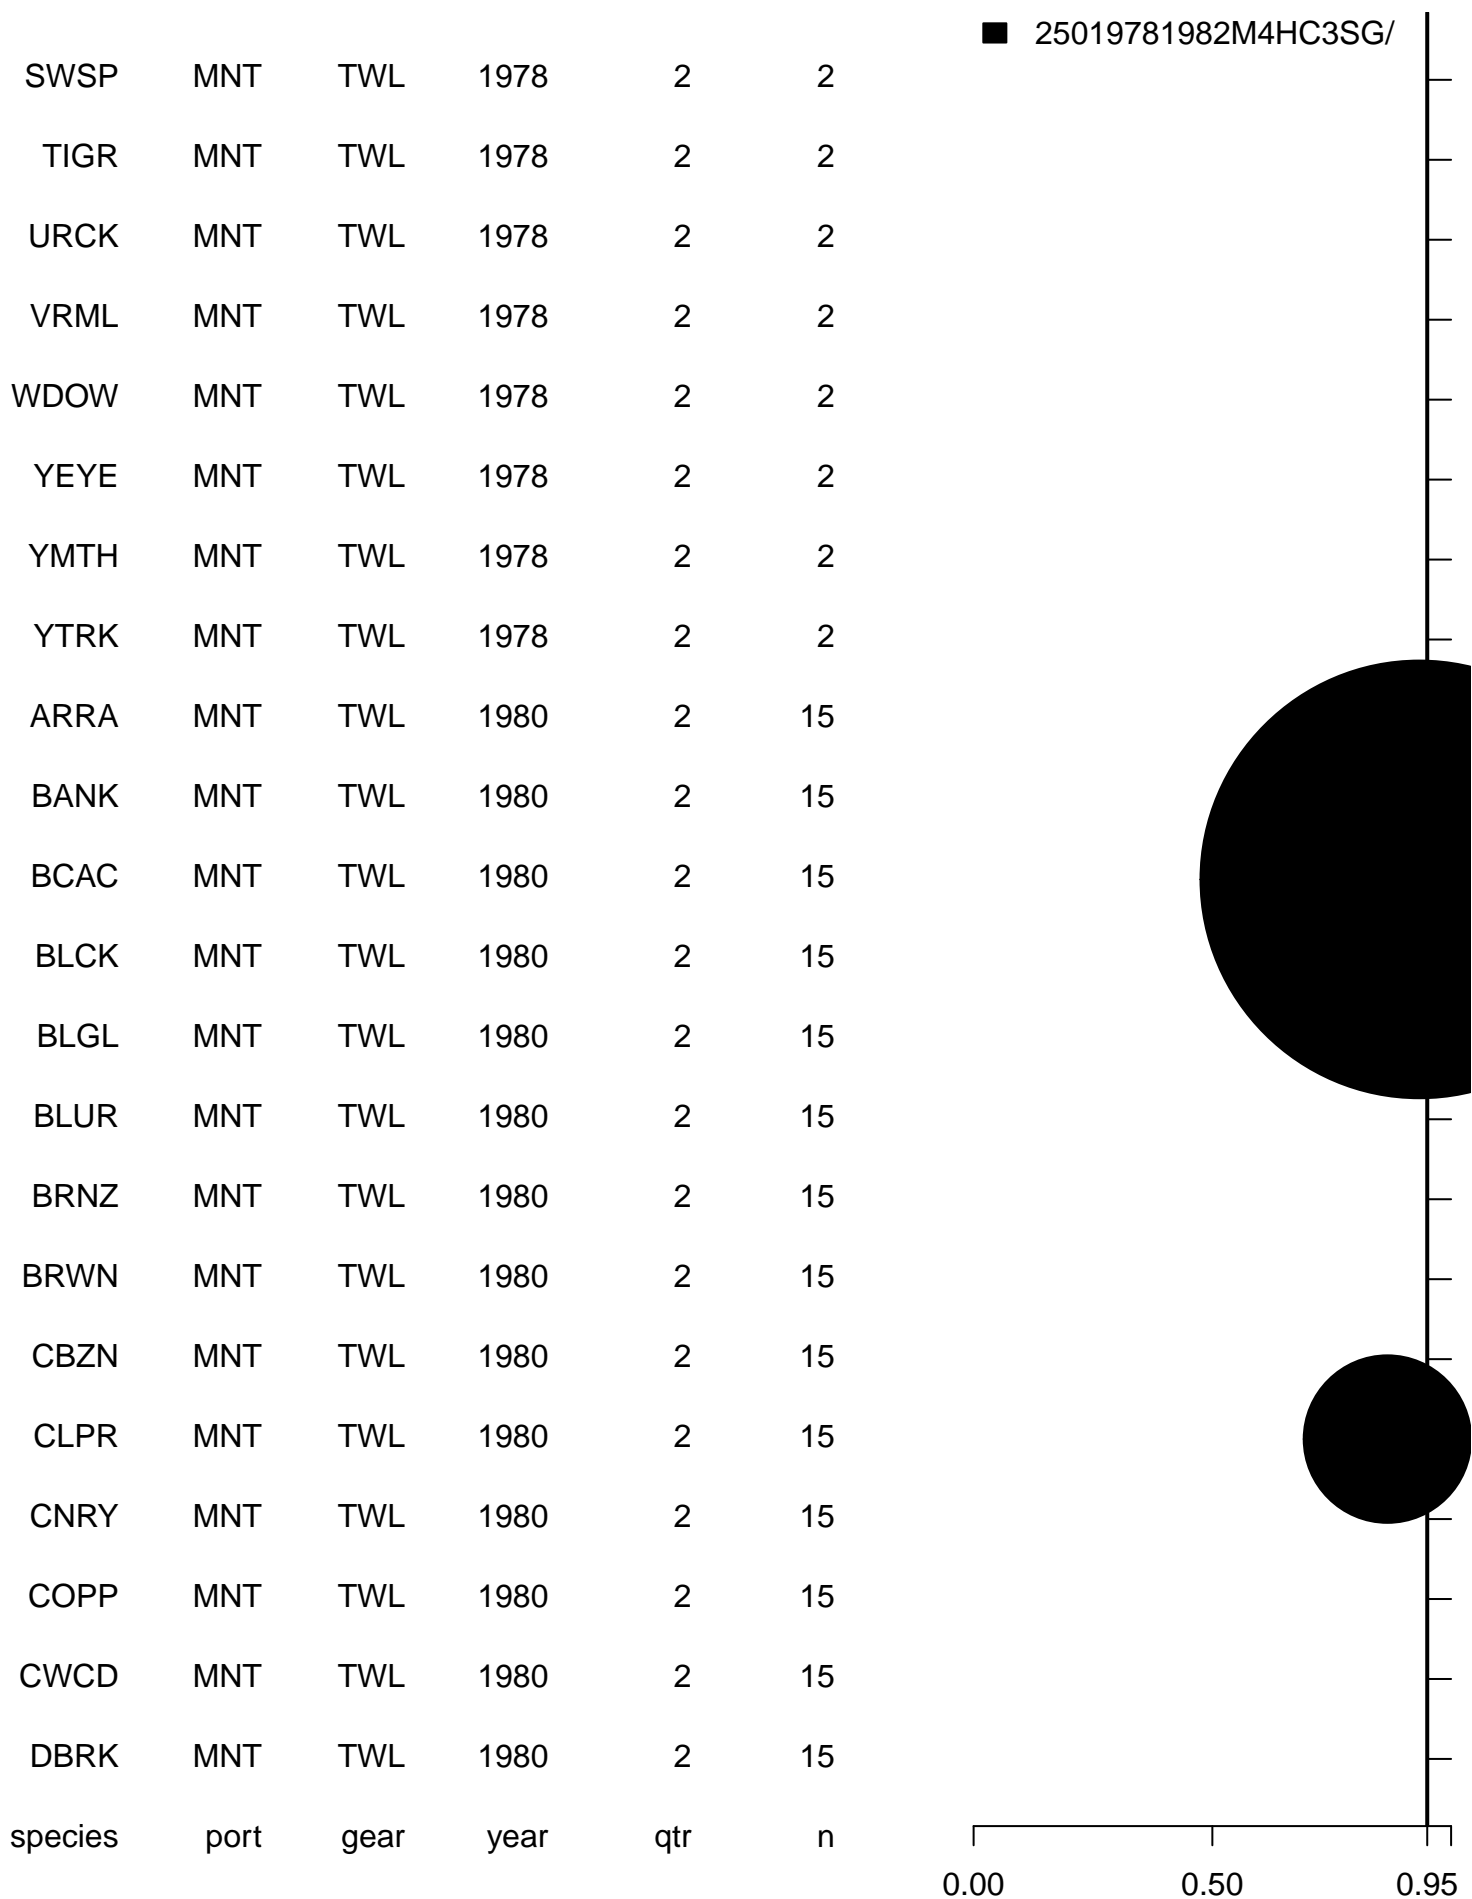 25019781982M4HC3SG/
SWSP MNT TWL 1978 2 2
TIGR MNT TWL 1978 2 2
URCK MNT TWL 1978 2 2
VRML MNT TWL 1978 2 2
WDOW MNT TWL 1978 2 2
YEYE MNT TWL 1978 2 2
YMTH MNT TWL 1978 2 2
YTRK MNT TWL 1978 2 2
ARRA MNT TWL 1980 2 15
BANK MNT TWL 1980 2 15
BCAC MNT TWL 1980 2 15
BLCK MNT TWL 1980 2 15
BLGL MNT TWL 1980 2 15
BLUR MNT TWL 1980 2 15
BRNZ MNT TWL 1980 2 15
BRWN MNT TWL 1980 2 15
CBZN MNT TWL 1980 2 15
CLPR MNT TWL 1980 2 15
CNRY MNT TWL 1980 2 15
COPP MNT TWL 1980 2 15
CWCD MNT TWL 1980 2 15
DBRK MNT TWL 1980 2 15
species port gear year qtr n
0.00 0.50 0.95